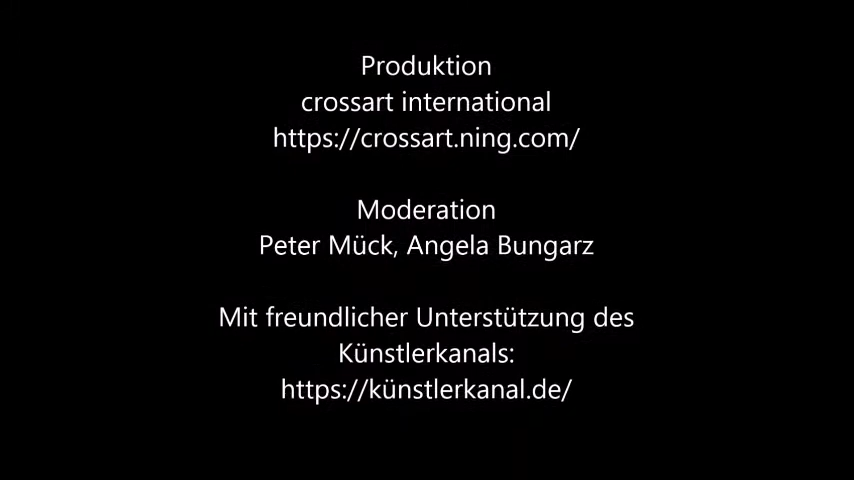 Produktion
crossart international
https://crossart.ning.com/
Moderation
Peter Mück, Angela Bungarz
Mit freundlicher Unterstützung des
Künstlerkanals:
https://künstlerkanal.de/